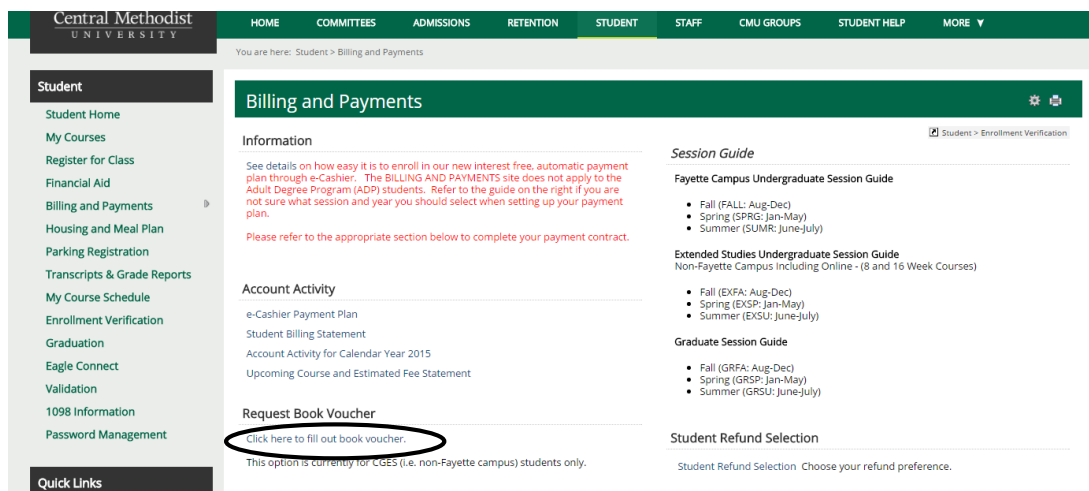 Central Methodist
UNIVERSITY
HOME COMMITTEES ADMISSIONS RETENTION STUDENT STAFF CMU GROUPS STUDENT HELP MORE ▼
You are here: Student > Billing and Payments
Student
Student Home
My Courses
Register for Class
Financial Aid
Billing and Payments
Housing and Meal Plan
Parking Registration
Transcripts & Grade Reports
My Course Schedule
Enrollment Verification
Graduation
Eagle Connect
Validation
1098 Information
Password Management
Quick Links
Billing and Payments
Information
See details on how easy it is to enroll in our new interest free, automatic payment
plan through e-Cashier. The BILLING AND PAYMENTS site does not apply to the
Adult Degree Program (ADP) students. Refer to the guide on the right if you are
not sure what session and year you should select when setting up your payment
plan.
Please refer to the appropriate section below to complete your payment contract.
Account Activity
e-Cashier Payment Plan
Student Billing Statement
Account Activity for Calendar Year 2015
Upcoming Course and Estimated Fee Statement
Request Book Voucher
Click here to fill out book voucher.
This option is currently for CGES (i.e. non-Fayette campus) students only.
Student > Enrollment Verification
Session Guide
Fayette Campus Undergraduate Session Guide
• Fall (FALL: Aug-Dec)
• Spring (SPRG: Jan-May)
• Summer (SUMR: June-July)
Extended Studies Undergraduate Session Guide
Non-Fayette Campus Including Online - (8 and 16 Week Courses)
• Fall (EXFA: Aug-Dec)
• Spring (EXSP: Jan-May)
• Summer (EXSU: June-July)
Graduate Session Guide
• Fall (GRFA: Aug-Dec)
• Spring (GRSP: Jan-May)
• Summer (GRSU: June-July)
Student Refund Selection
Student Refund Selection Choose your refund preference.